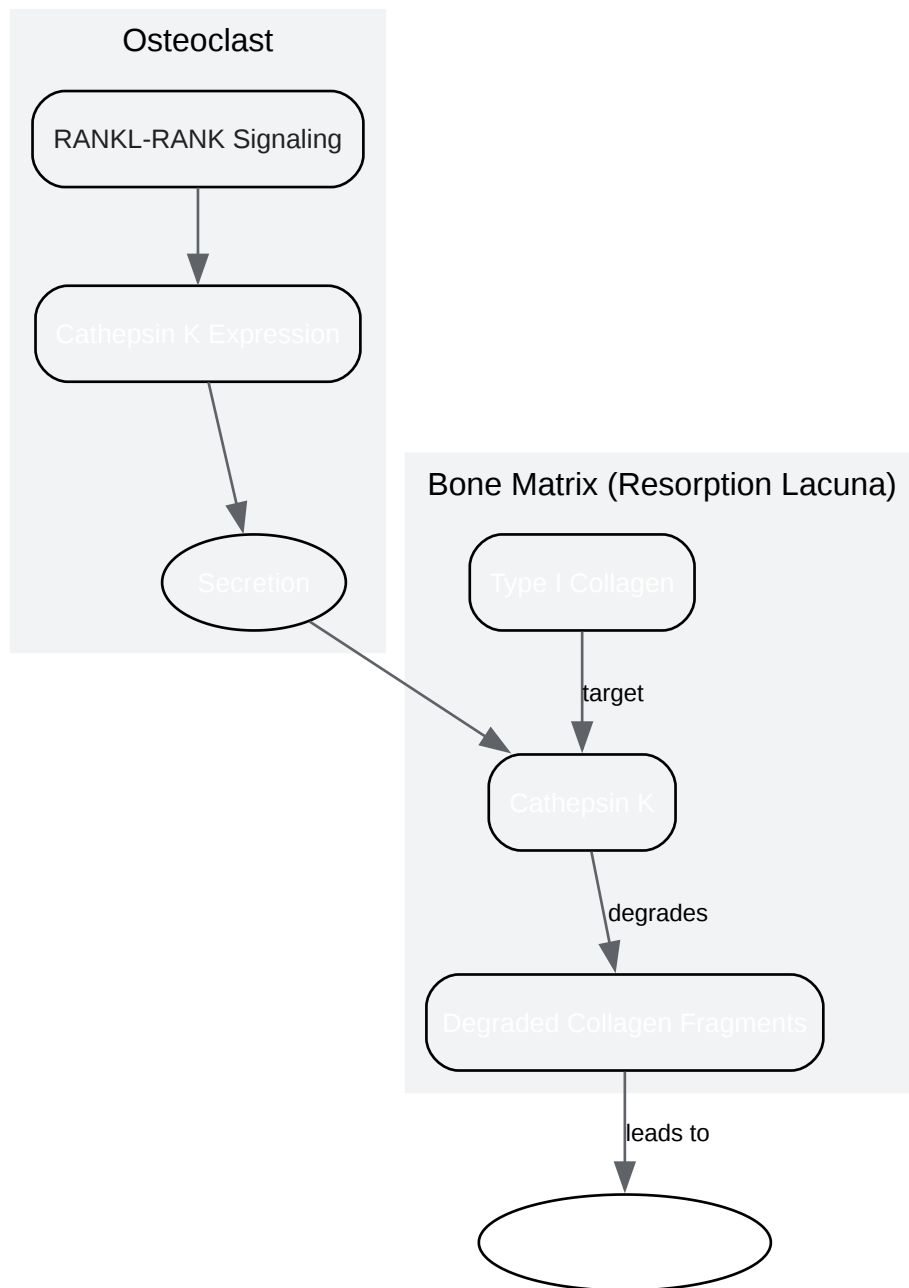 Osteoclast
RANKL-RANK Signaling
Cathepsin K Expression
Bone Matrix (Resorption Lacuna)
Secretion
Type I Collagen
target
Cathepsin K
degrades
Degraded Collagen Fragments
leads to